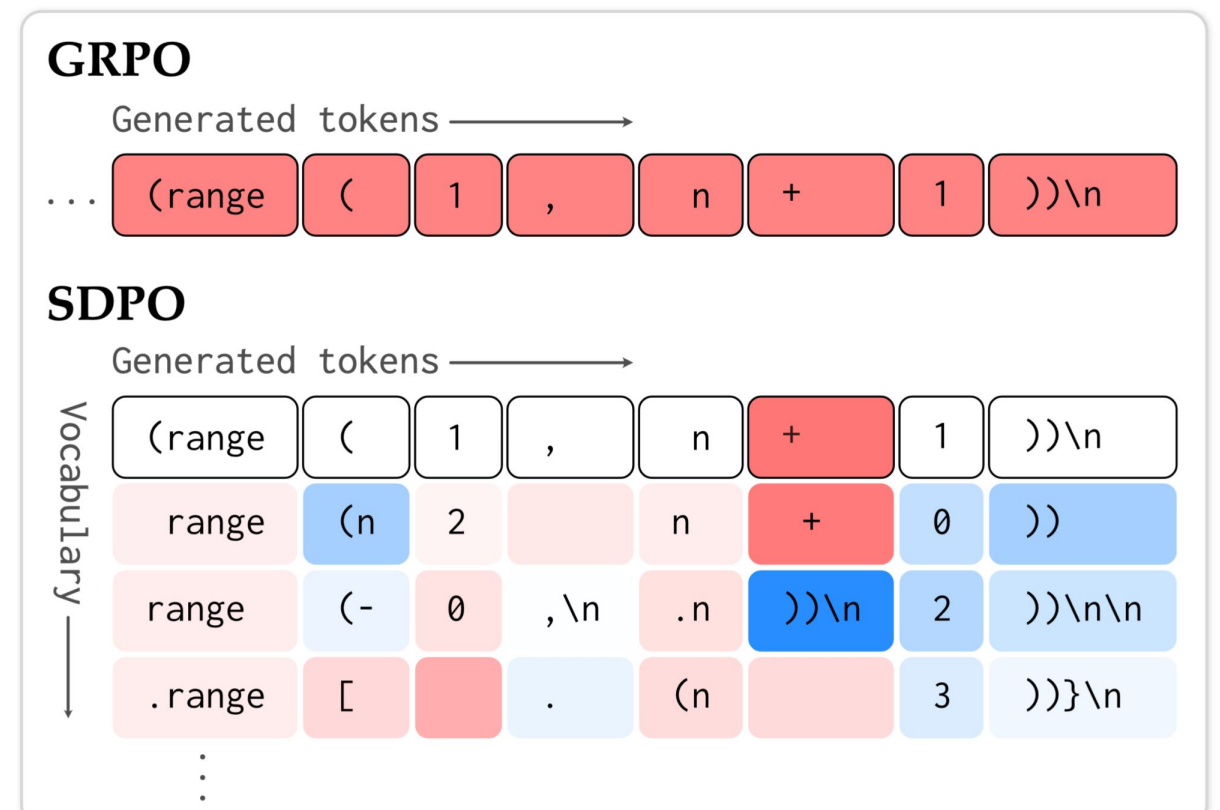 GRPO
Generated tokens
... (range ( 1 , n + 1 ))\n
SDPO
Generated tokens
Vocabulary
(range ( 1 , n + 1 ))\n
range (n 2 n + 0 ))
range (- 0 ,\n .n ))\n 2 ))\n\n
.range [ . (n 3 ))}\n